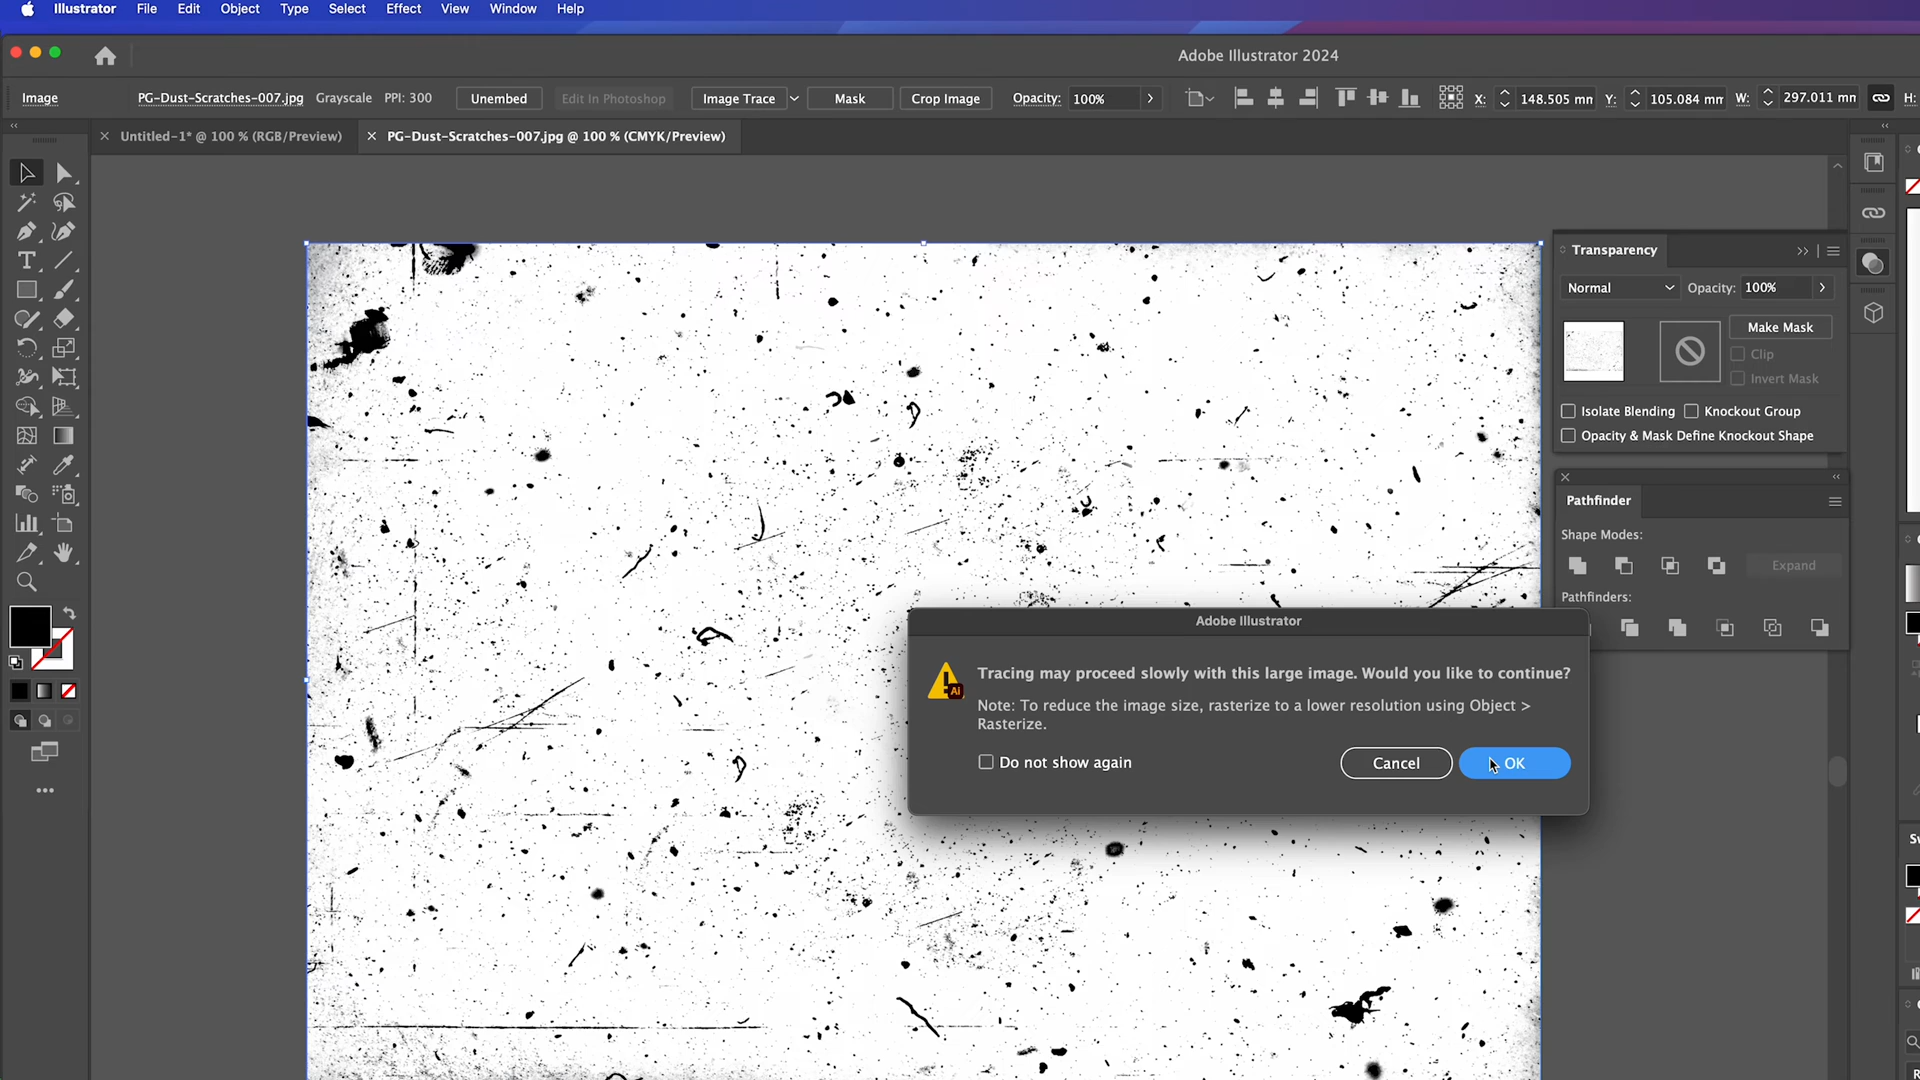 Illustrator File Edit Object Type Select Effect View Window Help
Adobe Illustrator 2024
Image PG-Dust-Scratches-007.jpg Grayscale PPI: 300 Unembed Edit In Photoshop Image Trace Mask Crop Image Opacity: 100% X: 148.505 mm Y: 105.084 mm W: 297.011 mm H:
Untitled-1* @ 100 % (RGB/Preview) PG-Dust-Scratches-007.jpg @ 100 % (CMYK/Preview)
Transparency
Normal Opacity: 100%
Make Mask
Clip
Invert Mask
Isolate Blending Knockout Group
Opacity & Mask Define Knockout Shape
Pathfinder
Shape Modes:
Expand
Pathfinders:
Adobe Illustrator
Tracing may proceed slowly with this large image. Would you like to continue?
Note: To reduce the image size, rasterize to a lower resolution using Object >
Rasterize.
Do not show again Cancel OK